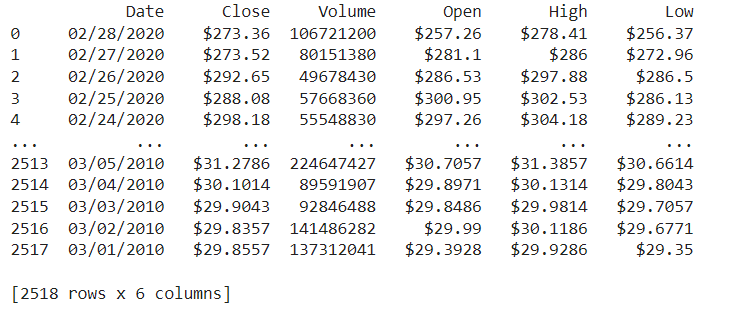 Date Close Volume Open High Low
0 02/28/2020 $273.36 106721200 $257.26 $278.41 $256.37
1 02/27/2020 $273.52 80151380 $281.1 $286 $272.96
2 02/26/2020 $292.65 49678430 $286.53 $297.88 $286.5
3 02/25/2020 $288.08 57668360 $300.95 $302.53 $286.13
4 02/24/2020 $298.18 55548830 $297.26 $304.18 $289.23
... ... ... ... ... ... ...
2513 03/05/2010 $31.2786 224647427 $30.7057 $31.3857 $30.6614
2514 03/04/2010 $30.1014 89591907 $29.8971 $30.1314 $29.8043
2515 03/03/2010 $29.9043 92846488 $29.8486 $29.9814 $29.7057
2516 03/02/2010 $29.8357 141486282 $29.99 $30.1186 $29.6771
2517 03/01/2010 $29.8557 137312041 $29.3928 $29.9286 $29.35
[2518 rows x 6 columns]